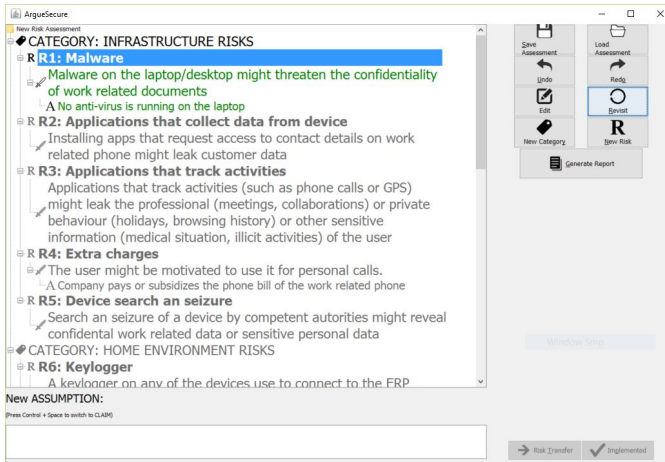 ArgueSecure
New Risk Assessment
CATEGORY: INFRASTRUCTURE RISKS
R R1: Malware
Malware on the laptop/desktop might threaten the confidentiality
of work related documents
A No anti-virus is running on the laptop
R R2: Applications that collect data from device
Installing apps that request access to contact details on work
related phone might leak customer data
R R3: Applications that track activities
Applications that track activities (such as phone calls or GPS)
might leak the professional (meetings, collaborations) or private
behaviour (holidays, browsing history) or other sensitive
information (medical situation, illicit activities) of the user
R R4: Extra charges
The user might be motivated to use it for personal calls.
A Company pays or subsidizes the phone bill of the work related phone
R R5: Device search an seizure
Search an seizure of a device by competent autorities might reveal
confidental work related data or sensitive personal data
CATEGORY: HOME ENVIRONMENT RISKS
R R6: Keylogger
A keylogger on any of the devices use to connect to the ERP
New ASSUMPTION:
(Press Control + Space to switch to CLAIM)
Save Assessment
Load Assessment
Undo
Redo
Edit
Revisit
New Category
R
New Risk
Generate Report
Window Snip
Risk Transfer
Implemented